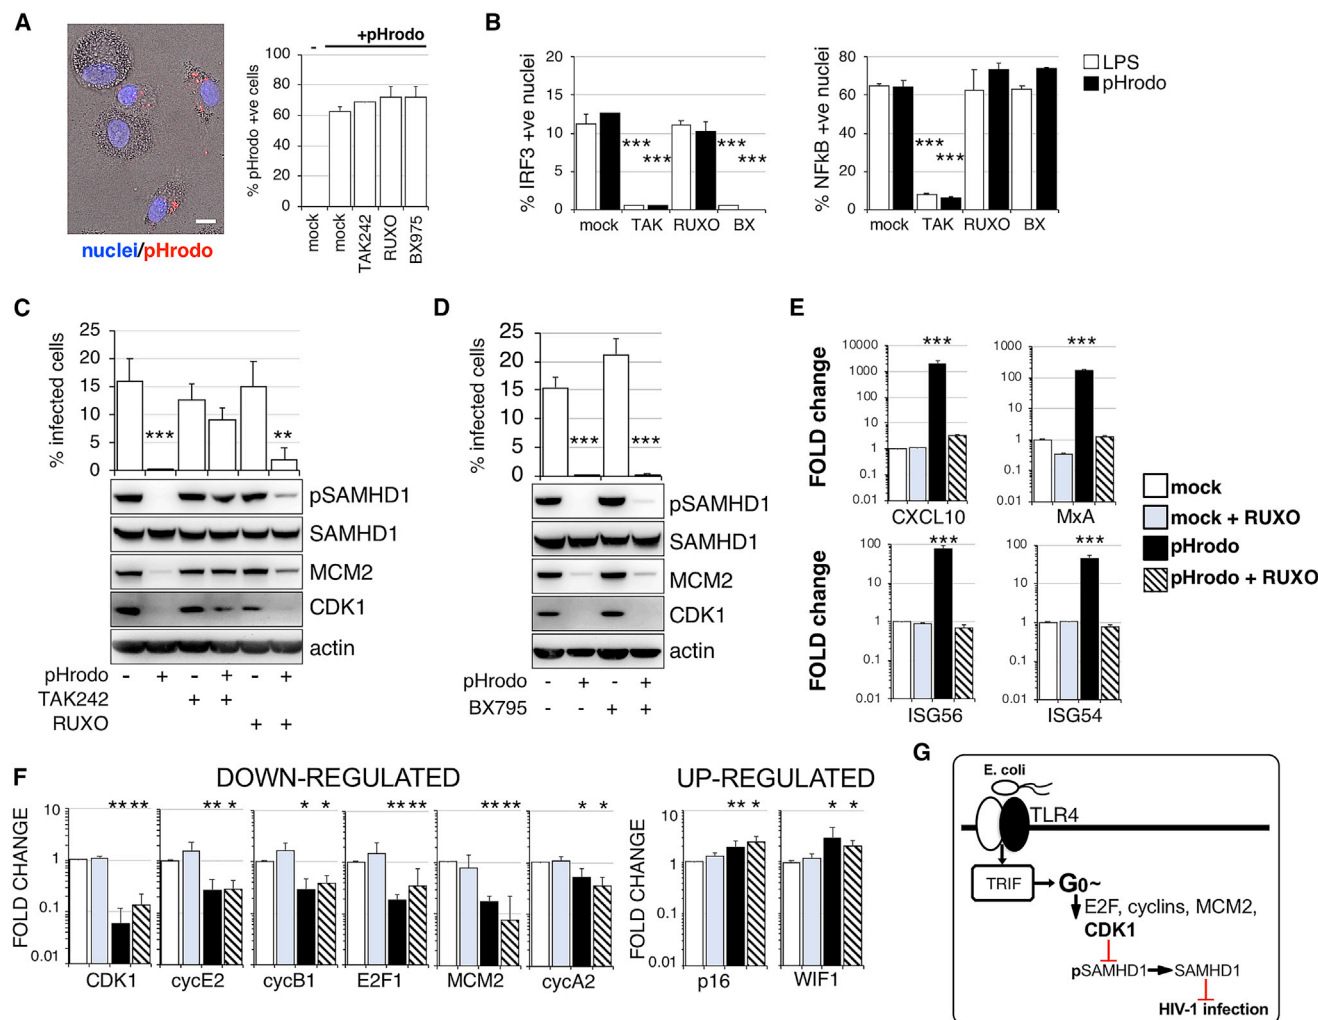 A
nuclei/pHrodo
+pHrodo
-
% pHrodo +ve cells
100
80
60
40
20
0
mock
mock
TAK242
RUXO
BX975
B
% IRF3 +ve nuclei
20
15
10
5
0
*** *** *** ***
mock TAK RUXO BX
% NFkB +ve nuclei
80
60
40
20
0
*** ***
mock TAK RUXO BX
LPS
pHrodo
C
% infected cells
25
20
15
10
5
0
*** **
pSAMHD1
SAMHD1
MCM2
CDK1
actin
pHrodo - + - + - +
TAK242 + +
RUXO + +
D
% infected cells
25
20
15
10
5
0
*** ***
pSAMHD1
SAMHD1
MCM2
CDK1
actin
pHrodo - + - +
BX795 - - + +
E
FOLD change
10000
1000
100
10
1
0.1
0.01
***
CXCL10
1000
100
10
1
0.1
0.01
***
MxA
FOLD change
100
10
1
0.1
0.01
***
ISG56
100
10
1
0.1
0.01
***
ISG54
mock
mock + RUXO
pHrodo
pHrodo + RUXO
F
DOWN-REGULATED
FOLD CHANGE
10
1
0.1
0.01
** **
CDK1
** *
cycE2
* *
cycB1
** **
E2F1
** **
MCM2
* *
cycA2
UP-REGULATED
FOLD CHANGE
100
10
1
0.1
0.01
** *
p16
* *
WIF1
G
E. coli
TLR4
TRIF
G0~
E2F, cyclins, MCM2,
CDK1
pSAMHD1 SAMHD1
HIV-1 infection